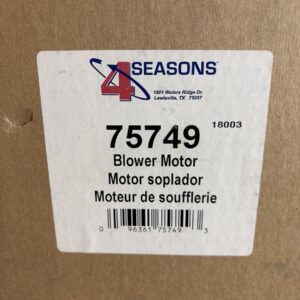 4 SEASONS®
1801 Waters Ridge Dr.
Lewisville, TX 75057
18003
75749
Blower Motor
Motor soplador
Moteur de soufflerie
0 96361 75749 3